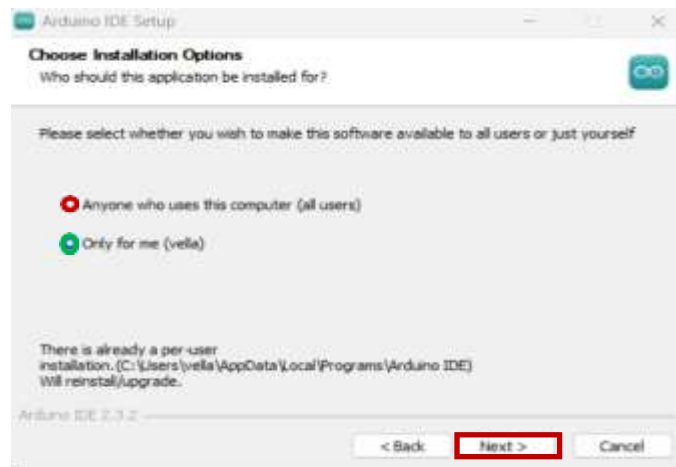 Arduino IDE Setup
Choose Installation Options
Who should this application be installed for?
Please select whether you wish to make this software available to all users or just yourself
Anyone who uses this computer (all users)
Only for me (vella)
There is already a per-user
installation. (C:\Users\vella\AppData\Local\Programs\Arduino IDE)
Will reinstall/upgrade.
Arduino IDE 2.3.2
< Back
Next >
Cancel